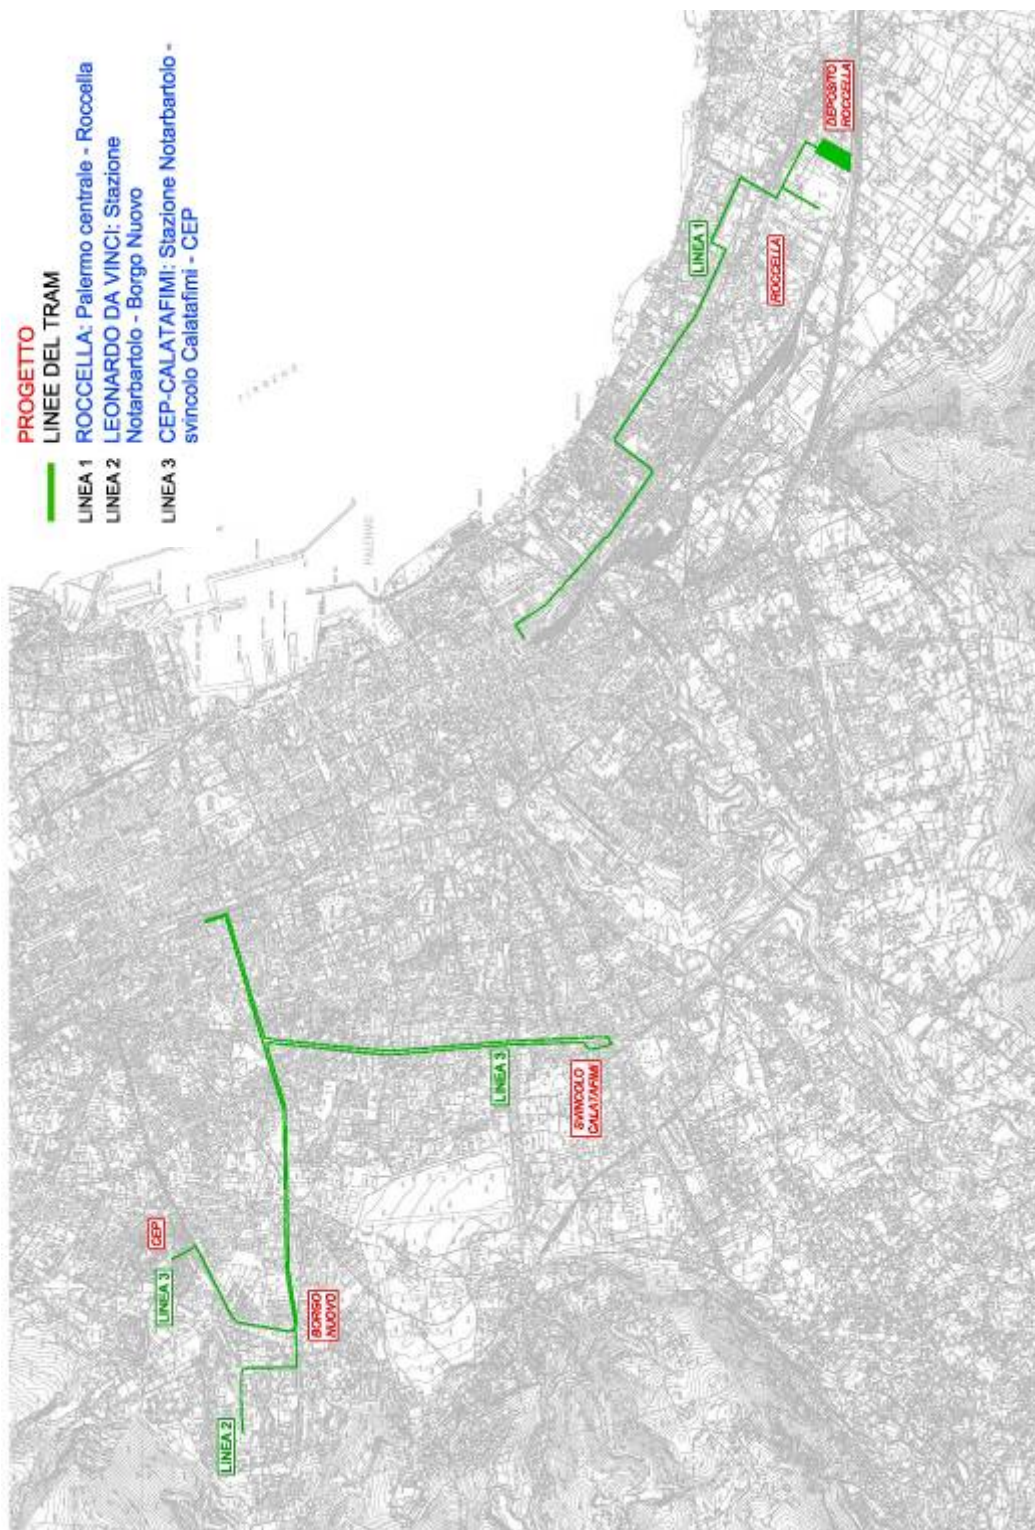 PROGETTO
LINEE DEL TRAM
LINEA 1 ROCCELLA: Palermo centrale - Roccella
LINEA 2 LEONARDO DA VINCI: Stazione
Notarbartolo - Borgo Nuovo
LINEA 3 CEP-CALATAFIMI: Stazione Notarbartolo -
svincolo Calatafimi - CEP
DEPOSITO
ROCCELLA
LINEA 1
ROCCELLA
TIRRENO
PALERMO
LINEA 3
SVINCOLO
CALATAFIMI
CEP
LINEA 3
BORGO
NUOVO
LINEA 2